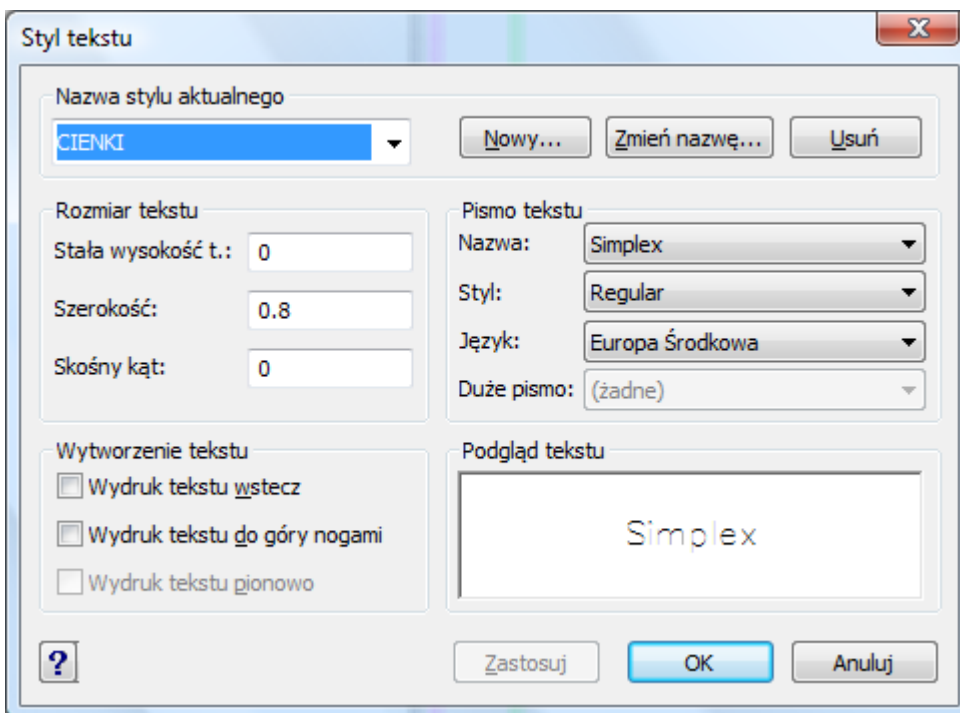 Styl tekstu
Nazwa stylu aktualnego
CIENKI
Nowy...
Zmień nazwę...
Usuń
Rozmiar tekstu
Stała wysokość t.: 0
Szerokość: 0.8
Skośny kąt: 0
Pismo tekstu
Nazwa: Simplex
Styl: Regular
Język: Europa Środkowa
Duże pismo: (żadne)
Wytworzenie tekstu
Wydruk tekstu wstecz
Wydruk tekstu do góry nogami
Wydruk tekstu pionowo
Podgląd tekstu
Simplex
?
Zastosuj
OK
Anuluj